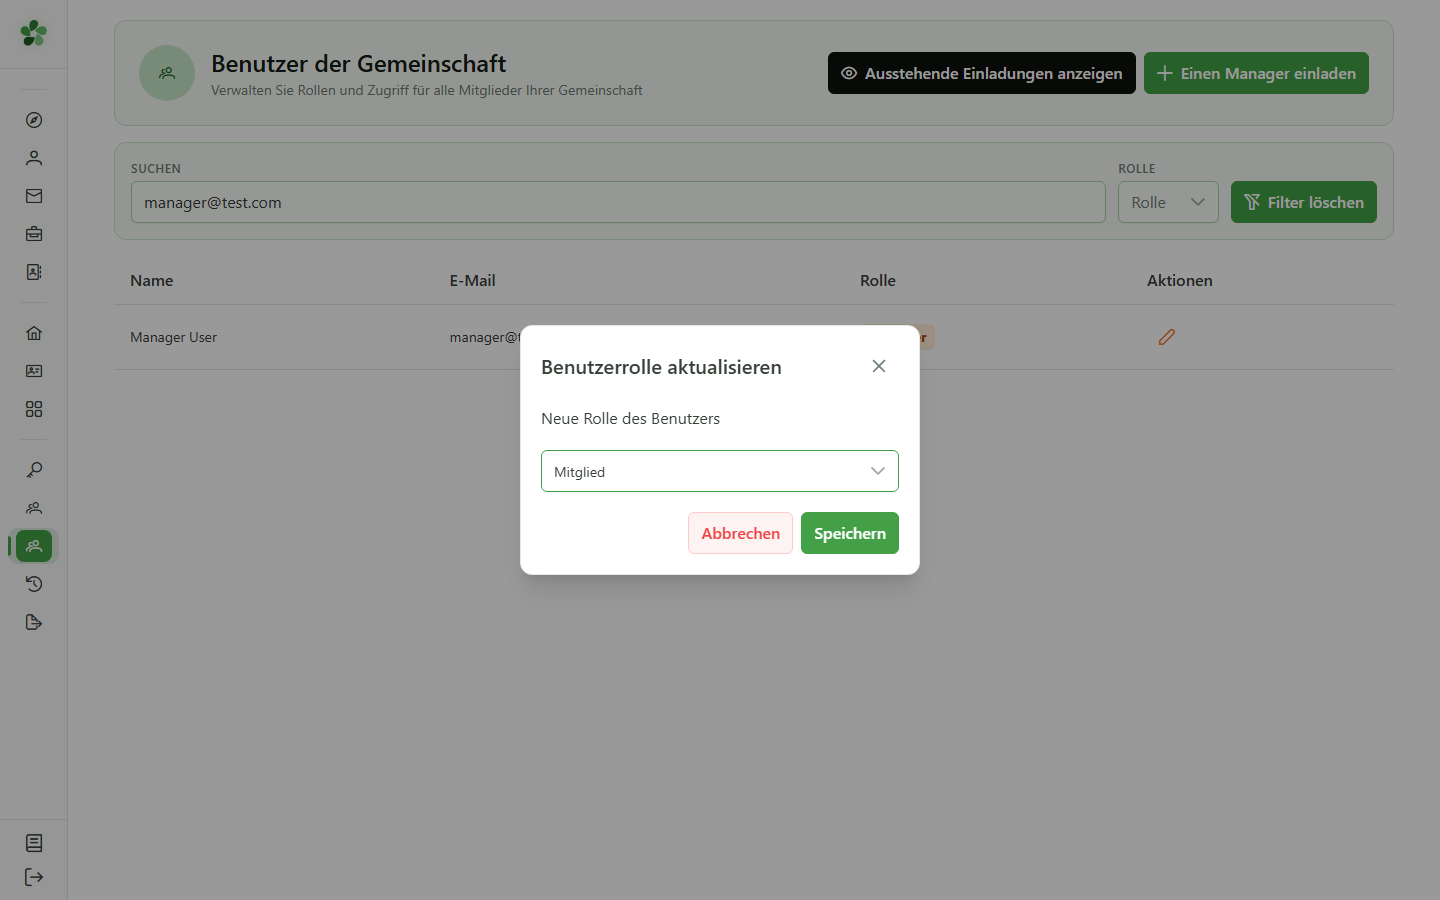 Benutzer der Gemeinschaft
Verwalten Sie Rollen und Zugriff für alle Mitglieder Ihrer Gemeinschaft
Ausstehende Einladungen anzeigen
Einen Manager einladen
SUCHEN
manager@test.com
ROLLE
Rolle
Filter löschen
Name
E-Mail
Rolle
Aktionen
Manager User
Benutzerrolle aktualisieren
Neue Rolle des Benutzers
Mitglied
Abbrechen
Speichern